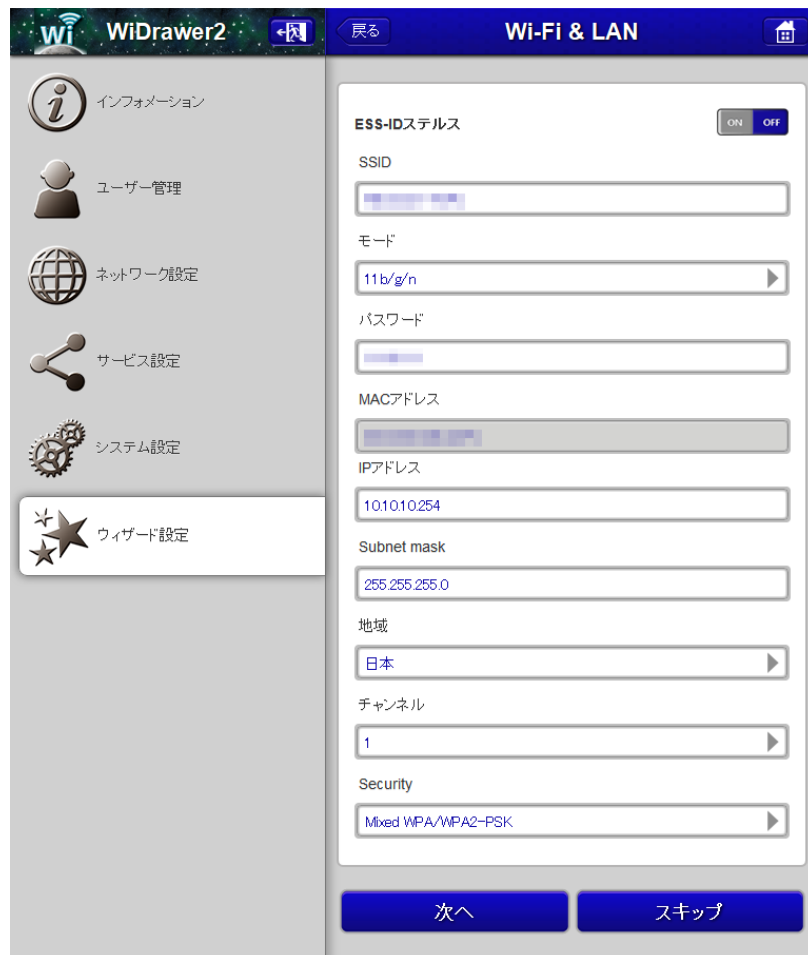 Wi WiDrawer2
戻る
Wi-Fi & LAN
インフォメーション
ユーザー管理
ネットワーク設定
サービス設定
システム設定
ウィザード設定
ESS-IDステルス
ON OFF
SSID
モード
11b/g/n
パスワード
MACアドレス
IPアドレス
10.10.10.254
Subnet mask
255.255.255.0
地域
日本
チャンネル
1
Security
Mixed WPA/WPA2-PSK
次へ
スキップ